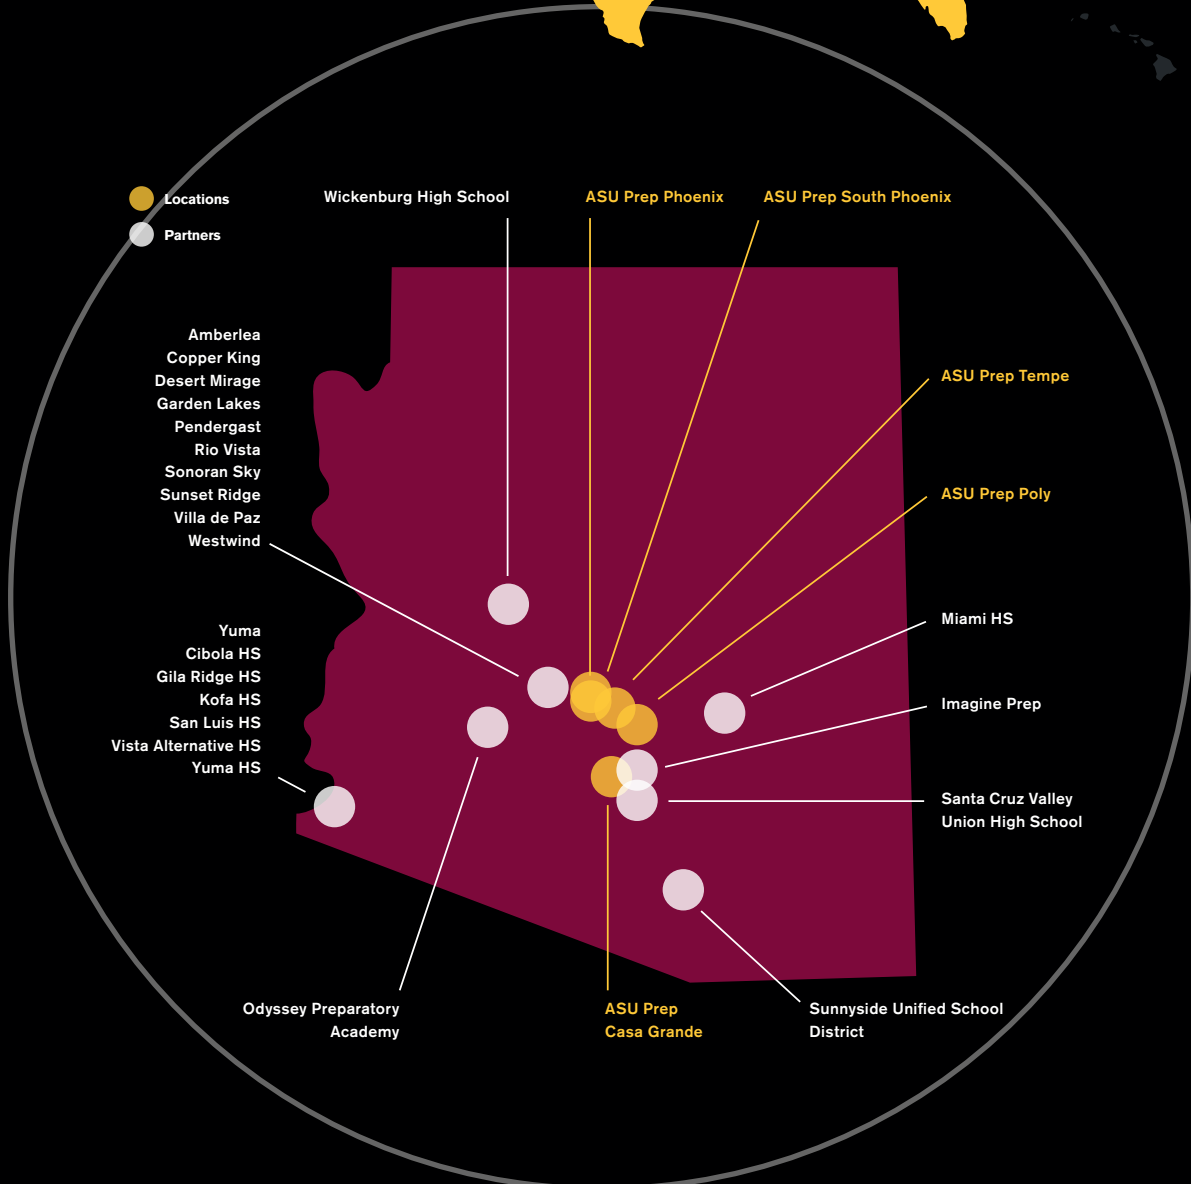 Locations
Partners
Wickenburg High School
ASU Prep Phoenix
ASU Prep South Phoenix
Amberlea
Copper King
Desert Mirage
Garden Lakes
Pendergast
Rio Vista
Sonoran Sky
Sunset Ridge
Villa de Paz
Westwind
ASU Prep Tempe
ASU Prep Poly
Yuma
Cibola HS
Gila Ridge HS
Kofa HS
San Luis HS
Vista Alternative HS
Yuma HS
Miami HS
Imagine Prep
Santa Cruz Valley
Union High School
Odyssey Preparatory
Academy
ASU Prep
Casa Grande
Sunnyside Unified School
District